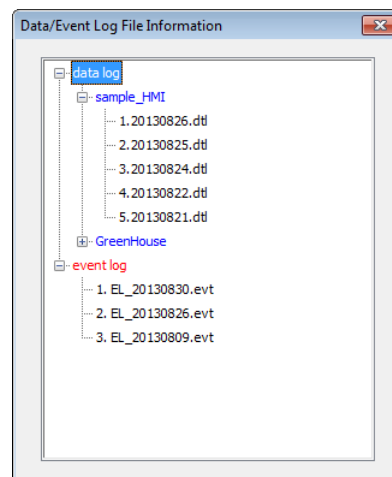 Data/Event Log File Information
data log
sample_HMI
1.20130826.dtl
2.20130825.dtl
3.20130824.dtl
4.20130822.dtl
5.20130821.dtl
GreenHouse
event log
1. EL_20130830.evt
2. EL_20130826.evt
3. EL_20130809.evt